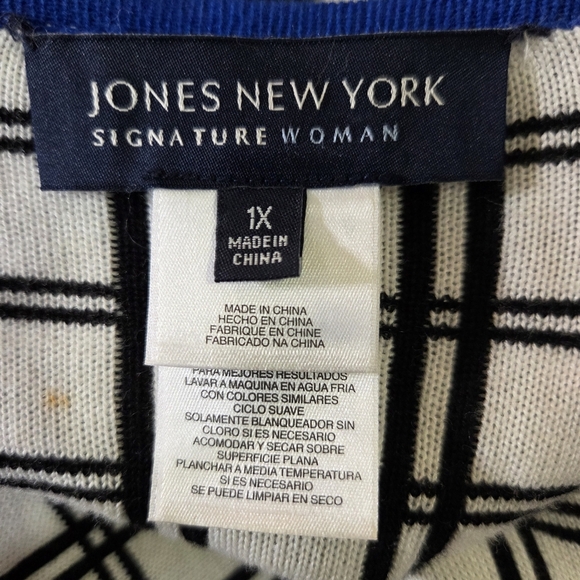 JONES NEW YORK
SIGNATURE WOMAN
1X
MADE IN
CHINA
MADE IN CHINA
HECHO EN CHINA
FABRIQUE EN CHINE
FABRICADO NA CHINA
PARA MEJORES RESULTADOS
LAVAR A MAQUINA EN AGUA FRIA
CON COLORES SIMILARES
CICLO SUAVE
SOLAMENTE BLANQUEADOR SIN
CLORO SI ES NECESARIO
ACOMODAR Y SECAR SOBRE
SUPERFICIE PLANA
PLANCHAR A MEDIA TEMPERATURA
SI ES NECESARIO
SE PUEDE LIMPIAR EN SECO